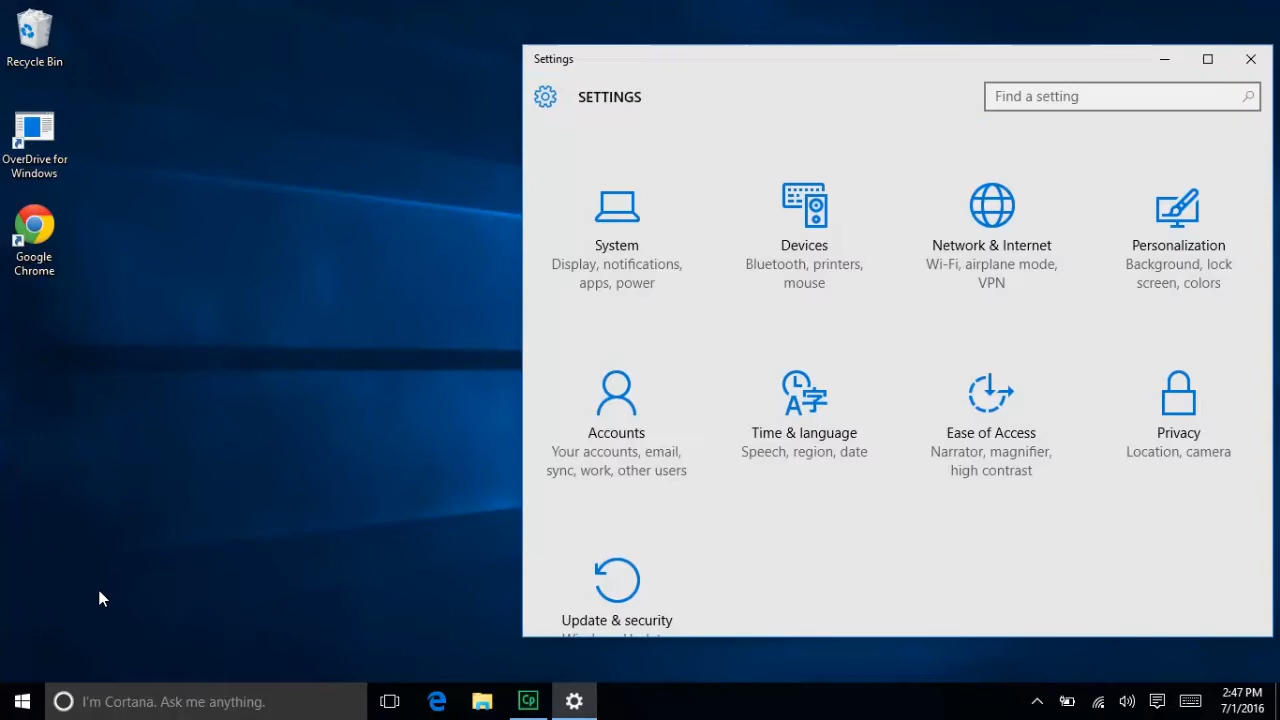 Recycle Bin
OverDrive for
Windows
Google
Chrome
Settings
SETTINGS
Find a setting
System
Display, notifications,
apps, power
Devices
Bluetooth, printers,
mouse
Network & Internet
Wi-Fi, airplane mode,
VPN
Personalization
Background, lock
screen, colors
Accounts
Your accounts, email,
sync, work, other users
A字
Time & language
Speech, region, date
Ease of Access
Narrator, magnifier,
high contrast
Privacy
Location, camera
Update & security
I'm Cortana. Ask me anything.
Cp
2:47 PM
7/1/2016